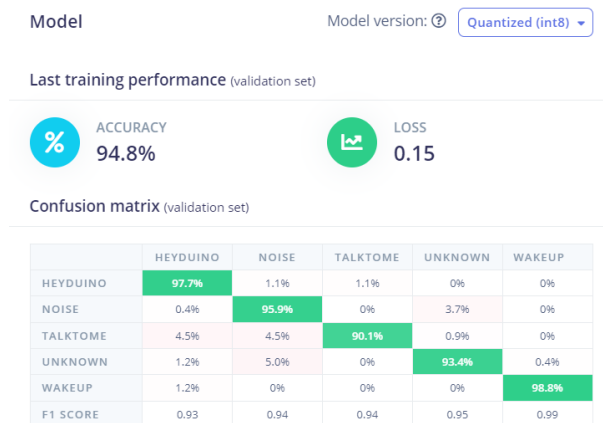 Model Model version: Quantized (int8)
Last training performance (validation set)
% ACCURACY LOSS
94.8% 0.15
Confusion matrix (validation set)
HEYDUINO NOISE TALKTOME UNKNOWN WAKEUP
HEYDUINO 97.7% 1.1% 1.1% 0% 0%
NOISE 0.4% 95.9% 0% 3.7% 0%
TALKTOME 4.5% 4.5% 90.1% 0.9% 0%
UNKNOWN 1.2% 5.0% 0% 93.4% 0.4%
WAKEUP 1.2% 0% 0% 0% 98.8%
F1 SCORE 0.93 0.94 0.94 0.95 0.99